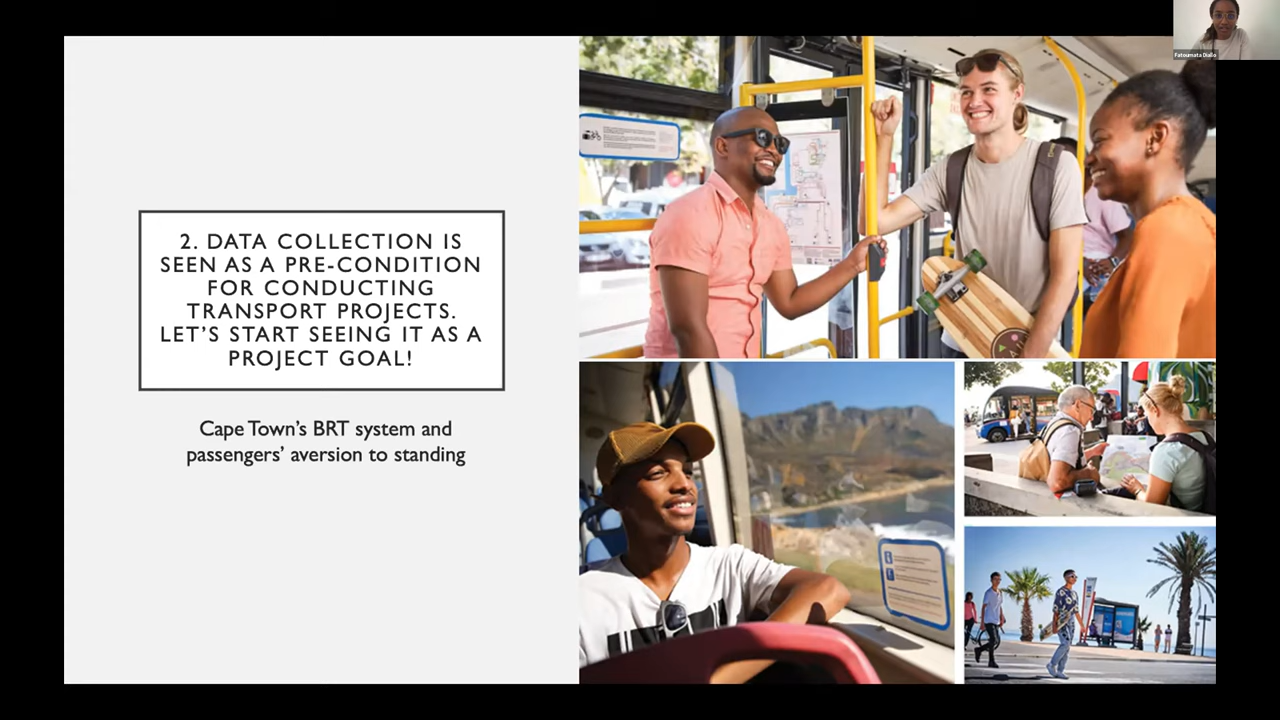 2. DATA COLLECTION IS
SEEN AS A PRE-CONDITION
FOR CONDUCTING
TRANSPORT PROJECTS.
LET’S START SEEING IT AS A
PROJECT GOAL!
Cape Town’s BRT system and
passengers’ aversion to standing
Fatoumata Diallo